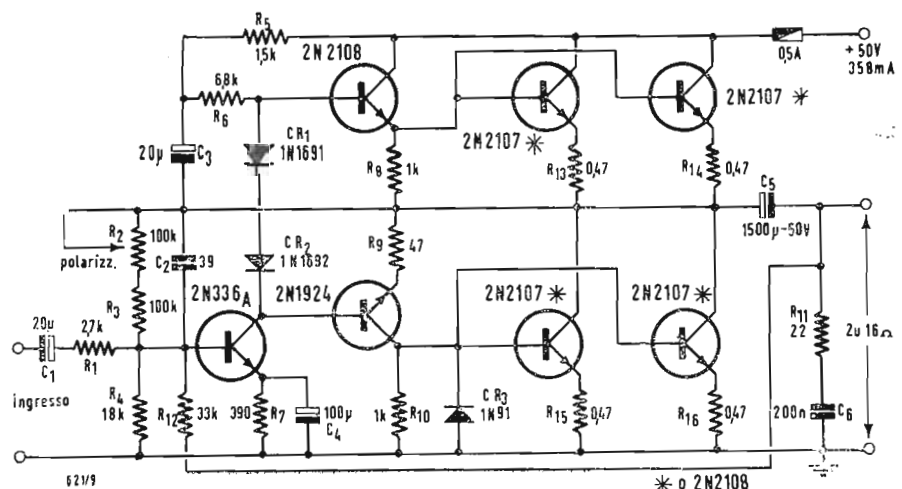 R5
1,5k
2N2108
0,5A
+50V
358mA
6,8k
R6
2N2107 *
2N2107 *
20µ
C3
CR1
1N1691
R8
1k
R13
0,47
R14
0,47
C5
1500µ-50V
R2
100k
polarizz.
C2
39
CR2
1N1692
R9
47
R3
100k
2N336A
2N1924
2N2107 *
2N2107 *
20µ
C1
2,7k
R1
R11
22
2u 16Ω
ingresso
R4
18k
R12
33k
390
R7
100µ
C4
1k
R10
CR3
1N91
R15
0,47
R16
0,47
200n
C6
621/9
* o 2N2108